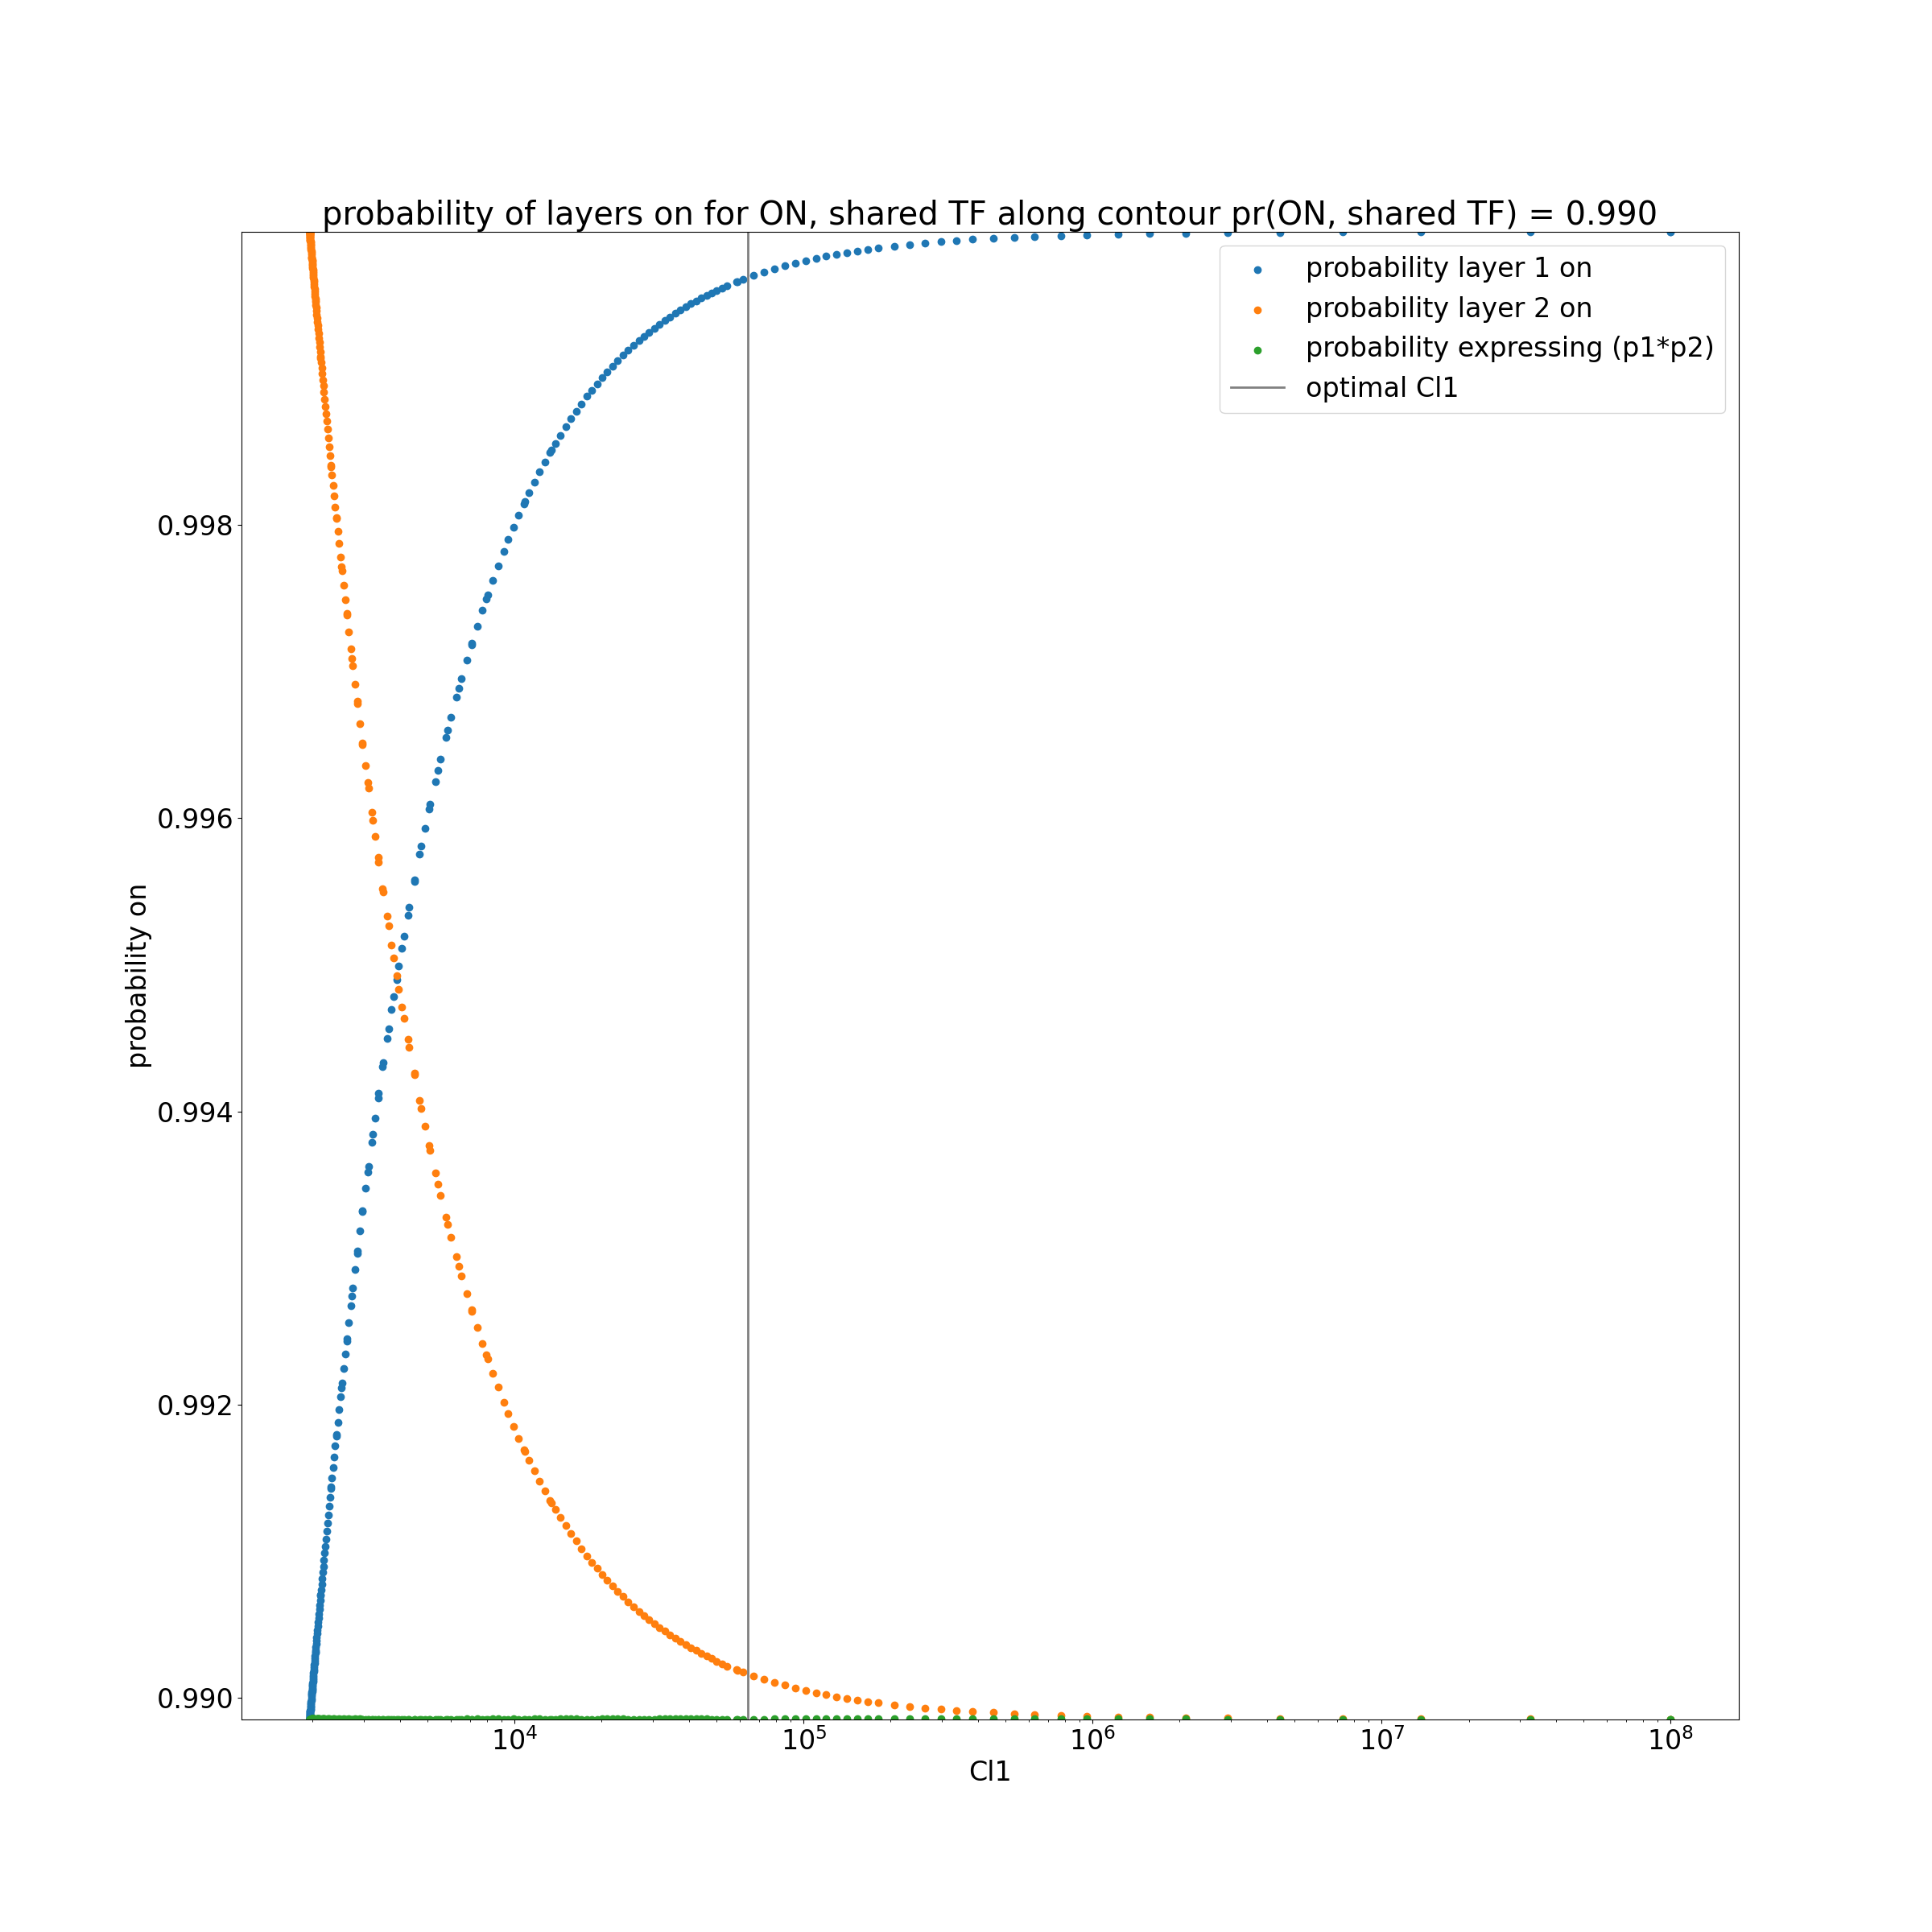 probability of layers on for ON, shared TF along contour pr(ON, shared TF) = 0.990
probability layer 1 on
probability layer 2 on
probability expressing (p1*p2)
optimal Cl1
probability on
0.998
0.996
0.994
0.992
0.990
10⁴ 10⁵ 10⁶ 10⁷ 10⁸
Cl1